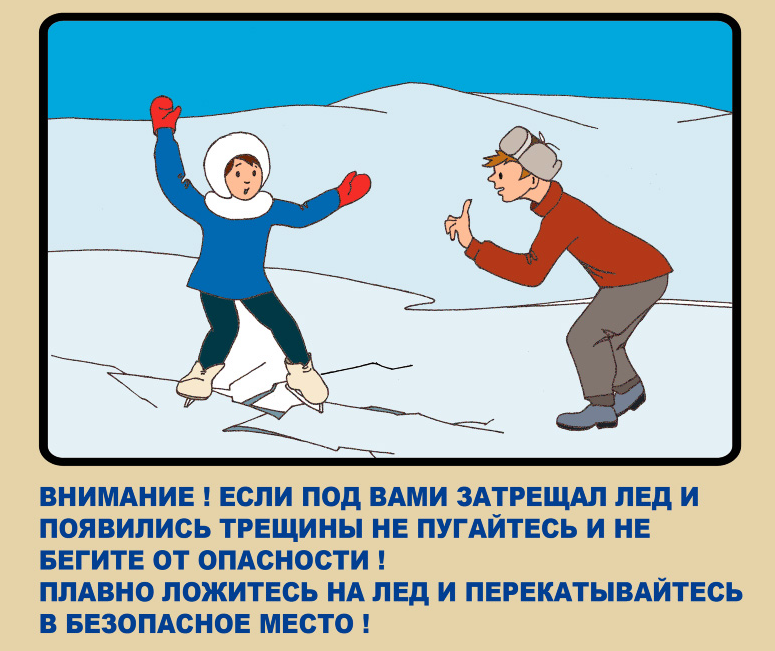 ВНИМАНИЕ ! ЕСЛИ ПОД ВАМИ ЗАТРЕЩАЛ ЛЕД И
ПОЯВИЛИСЬ ТРЕЩИНЫ НЕ ПУГАЙТЕСЬ И НЕ
БЕГИТЕ ОТ ОПАСНОСТИ !
ПЛАВНО ЛОЖИТЕСЬ НА ЛЕД И ПЕРЕКАТЫВАЙТЕСЬ
В БЕЗОПАСНОЕ МЕСТО !